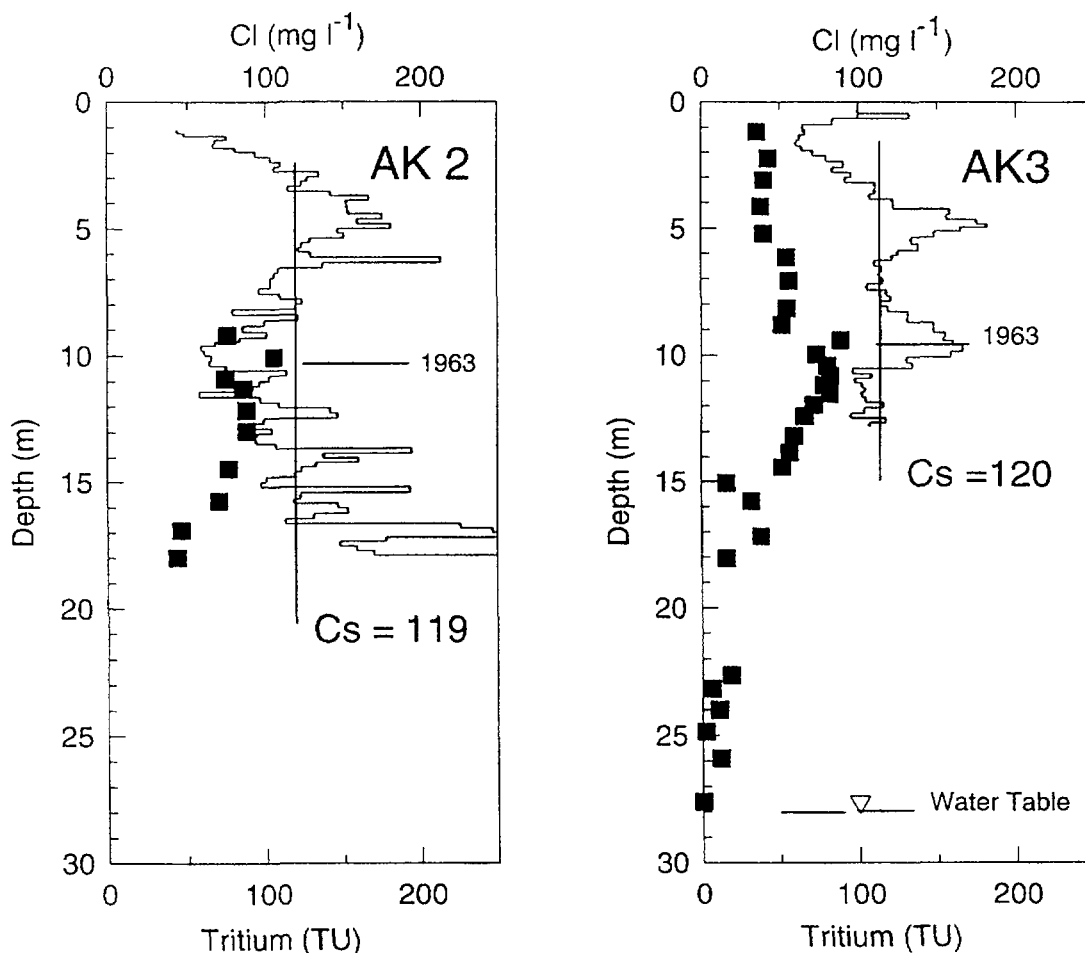 Cl (mg l⁻¹)
0 100 200
0
5
10
15
20
25
30
Depth (m)
AK 2
1963
Cs = 119
0 100 200
Tritium (TU)
Cl (mg l⁻¹)
0 100 200
0
5
10
15
20
25
30
Depth (m)
AK3
1963
Cs =120
Water Table
0 100 200
Tritium (TU)